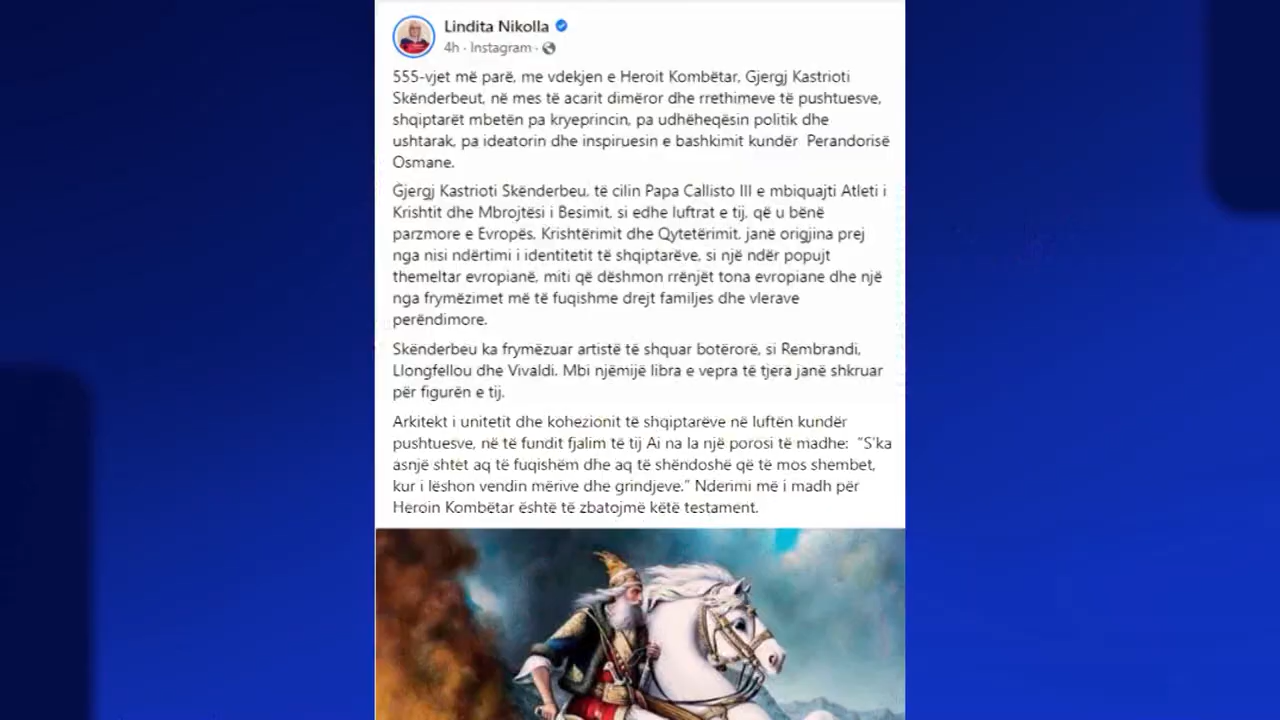 Lindita Nikolla
4h · Instagram ·
555-vjet më parë, me vdekjen e Heroit Kombëtar, Gjergj Kastrioti
Skënderbeut, në mes të acarit dimëror dhe rrethimeve të pushtuesve,
shqiptarët mbetën pa kryeprincin, pa udhëheqësin politik dhe
ushtarak, pa ideatorin dhe inspiruesin e bashkimit kundër Perandorisë
Osmane.
Gjergj Kastrioti Skënderbeu, të cilin Papa Callisto III e mbiquajti Atleti i
Krishtit dhe Mbrojtësi i Besimit, si edhe luftrat e tij, që u bënë
parzmore e Evropës, Krishtërimit dhe Qytetërimit, janë origjina prej
nga nisi ndërtimi i identitetit të shqiptarëve, si një ndër popujt
themeltar evropianë, miti që dëshmon rrënjët tona evropiane dhe një
nga frymëzimet më të fuqishme drejt familjes dhe vlerave
perëndimore.
Skënderbeu ka frymëzuar artistë të shquar botërorë, si Rembrandi,
Llongfellou dhe Vivaldi. Mbi njëmijë libra e vepra të tjera janë shkruar
për figurën e tij.
Arkitekt i unitetit dhe kohezionit të shqiptarëve në luftën kundër
pushtuesve, në të fundit fjalim të tij Ai na la një porosi të madhe: “S’ka
asnjë shtet aq të fuqishëm dhe aq të shëndoshë që të mos shembet,
kur i lëshon vendin mërive dhe grindjeve.” Nderimi më i madh për
Heroin Kombëtar është të zbatojmë këtë testament.